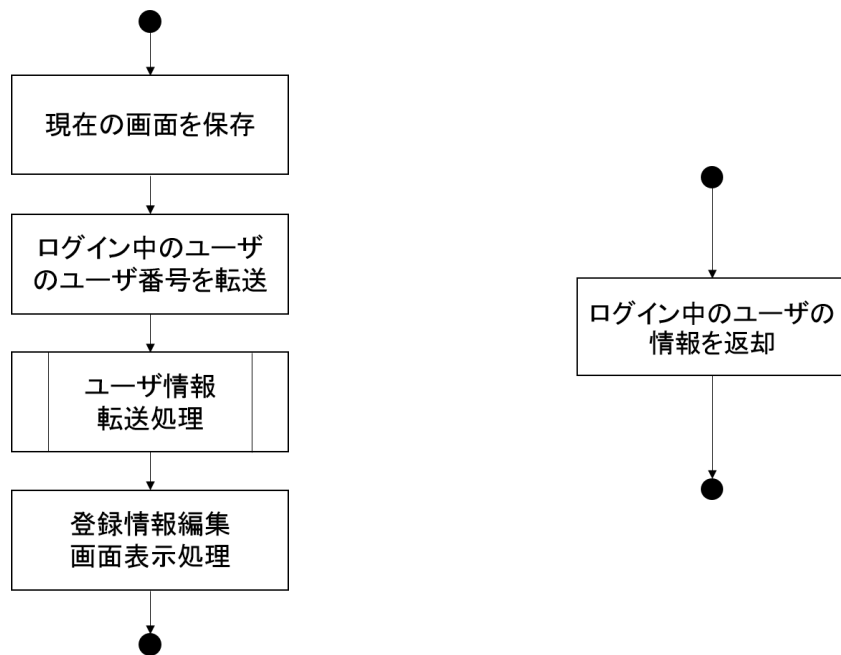 現在の画面を保存
ログイン中のユーザ
のユーザ番号を転送
ユーザ情報
転送処理
登録情報編集
画面表示処理
ログイン中のユーザの
情報を返却